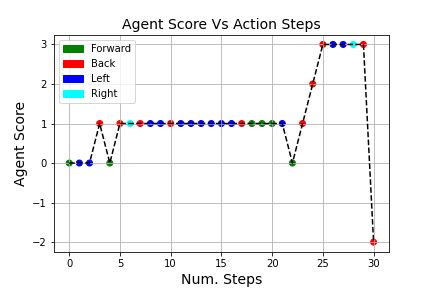 Agent Score Vs Action Steps
Forward
Back
Left
Right
3
2
1
0
−1
−2
Agent Score
0 5 10 15 20 25 30
Num. Steps